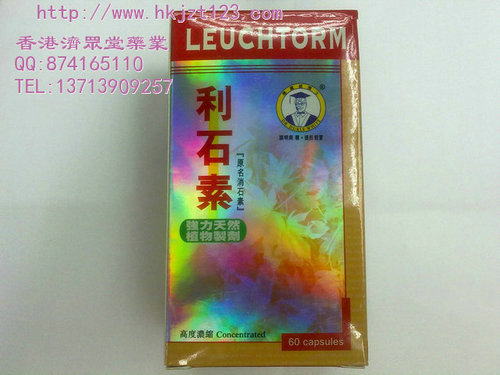 http://www.hkjzt123.com
香港濟眾堂藥業
QQ:874165110
TEL:13713909257
LEUCHTORM
利石素
『原名消石素』
強力天然
植物製劑
高度濃縮 Concentrated
60 capsules